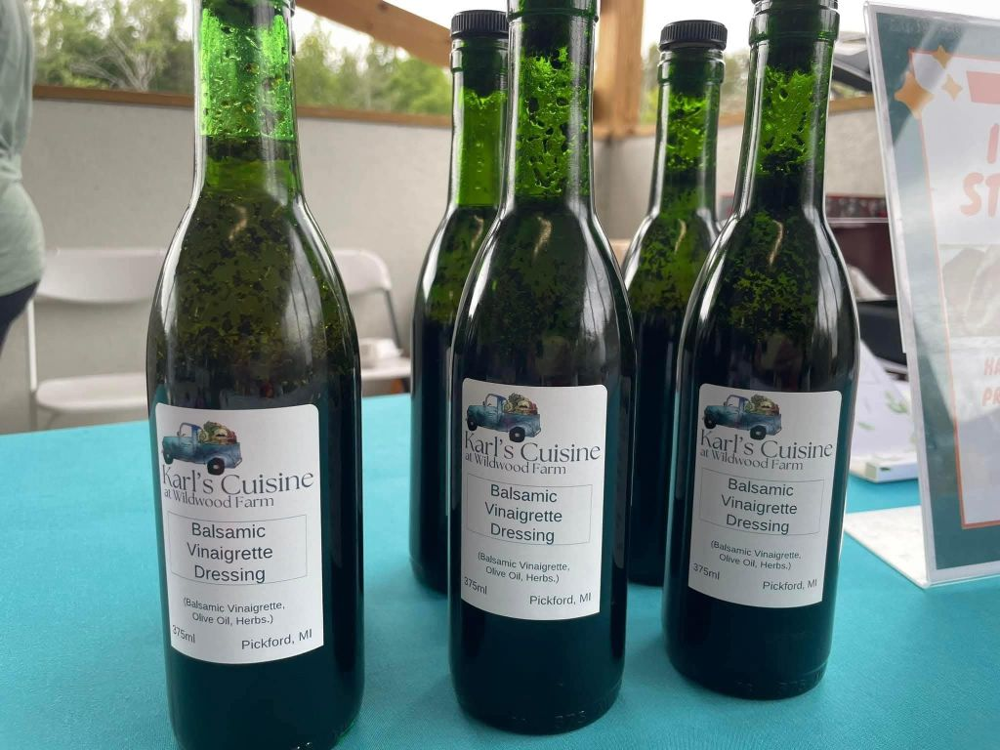 Karl's Cuisine
at Wildwood Farm
Balsamic
Vinaigrette
Dressing
(Balsamic Vinaigrette,
Olive Oil, Herbs.)
375ml
Pickford, MI
Karl's Cuisine
at Wildwood Farm
Balsamic
Vinaigrette
Dressing
(Balsamic Vinaigrette,
Olive Oil, Herbs.)
375ml
Pickford, MI
Karl's Cuisine
at Wildwood Farm
Balsamic
Vinaigrette
Dressing
(Balsamic Vinaigrette,
Olive Oil, Herbs.)
375ml
Pickford, MI